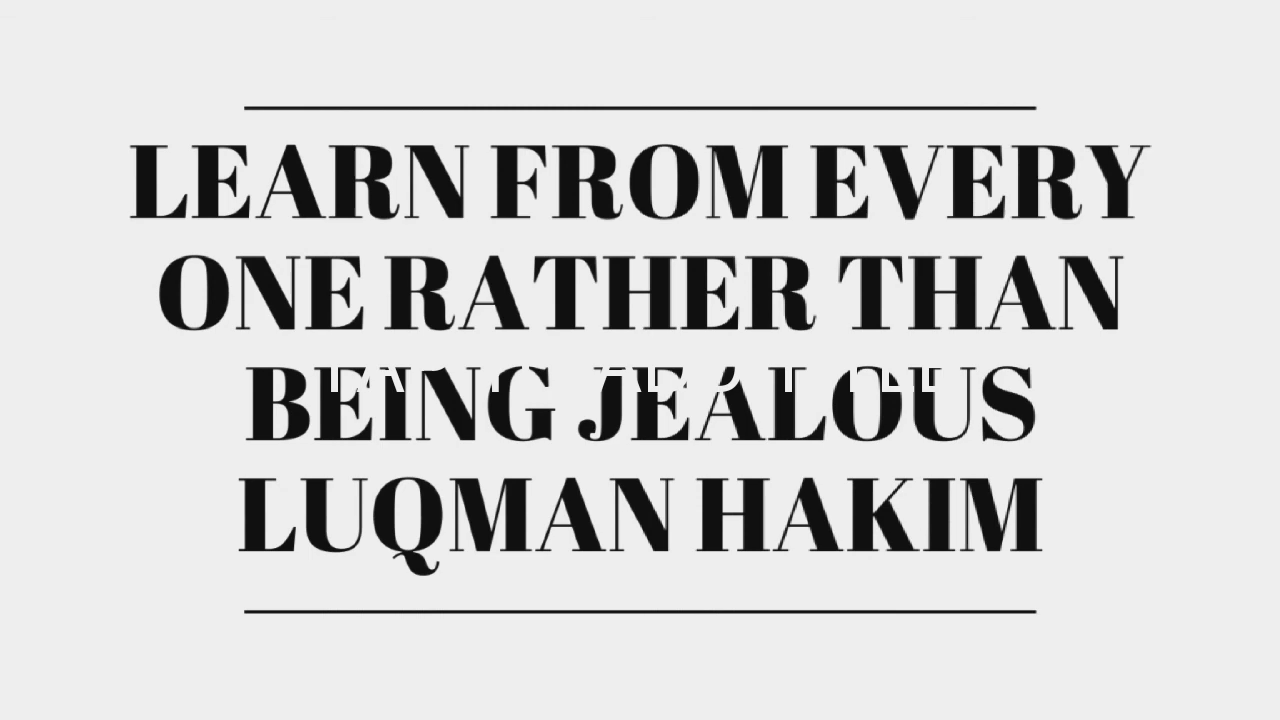 LEARN FROM EVERY
ONE RATHER THAN
BEING JEALOUS
LUQMAN HAKIM